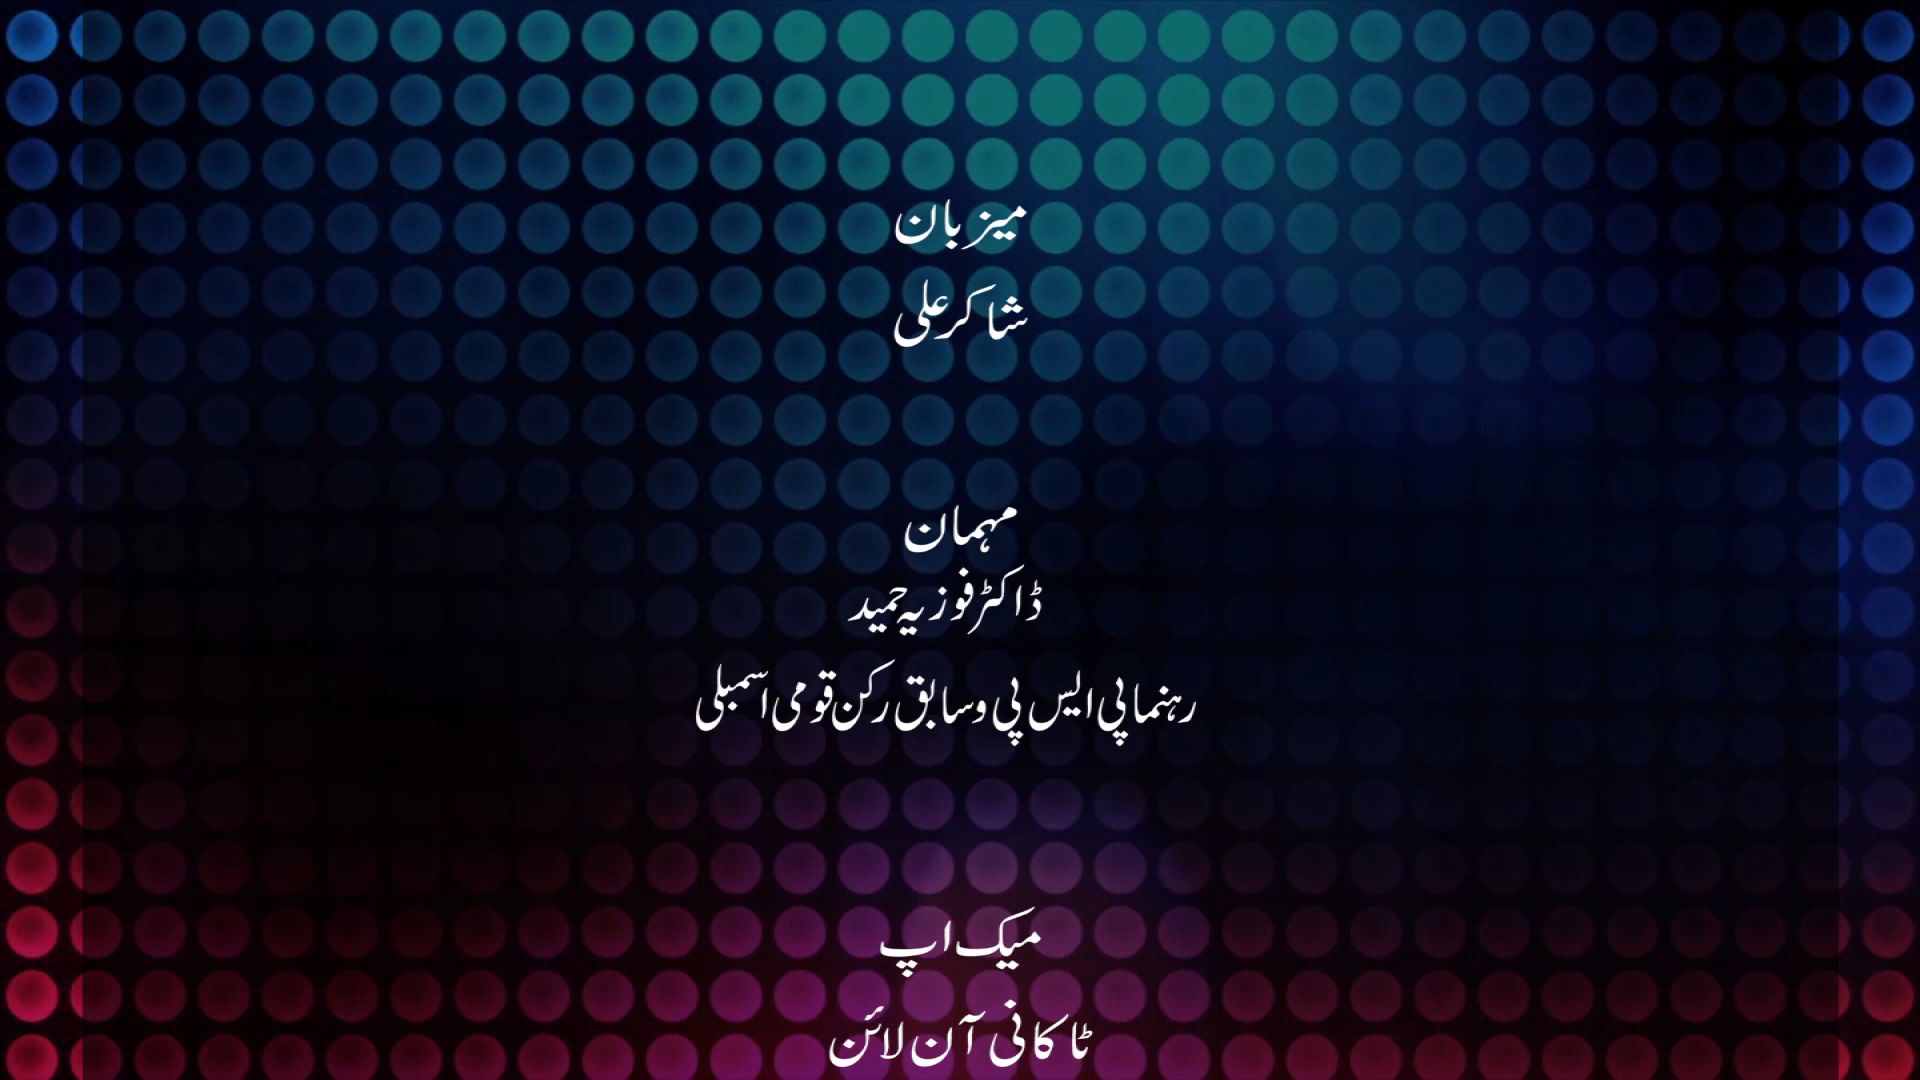 میزبان
شاکر علی
مہمان
ڈاکٹر فوزیہ حمید
رہنما پی ایس پی و سابق رکن قومی اسمبلی
میک اپ
ٹاکانی آن لائن